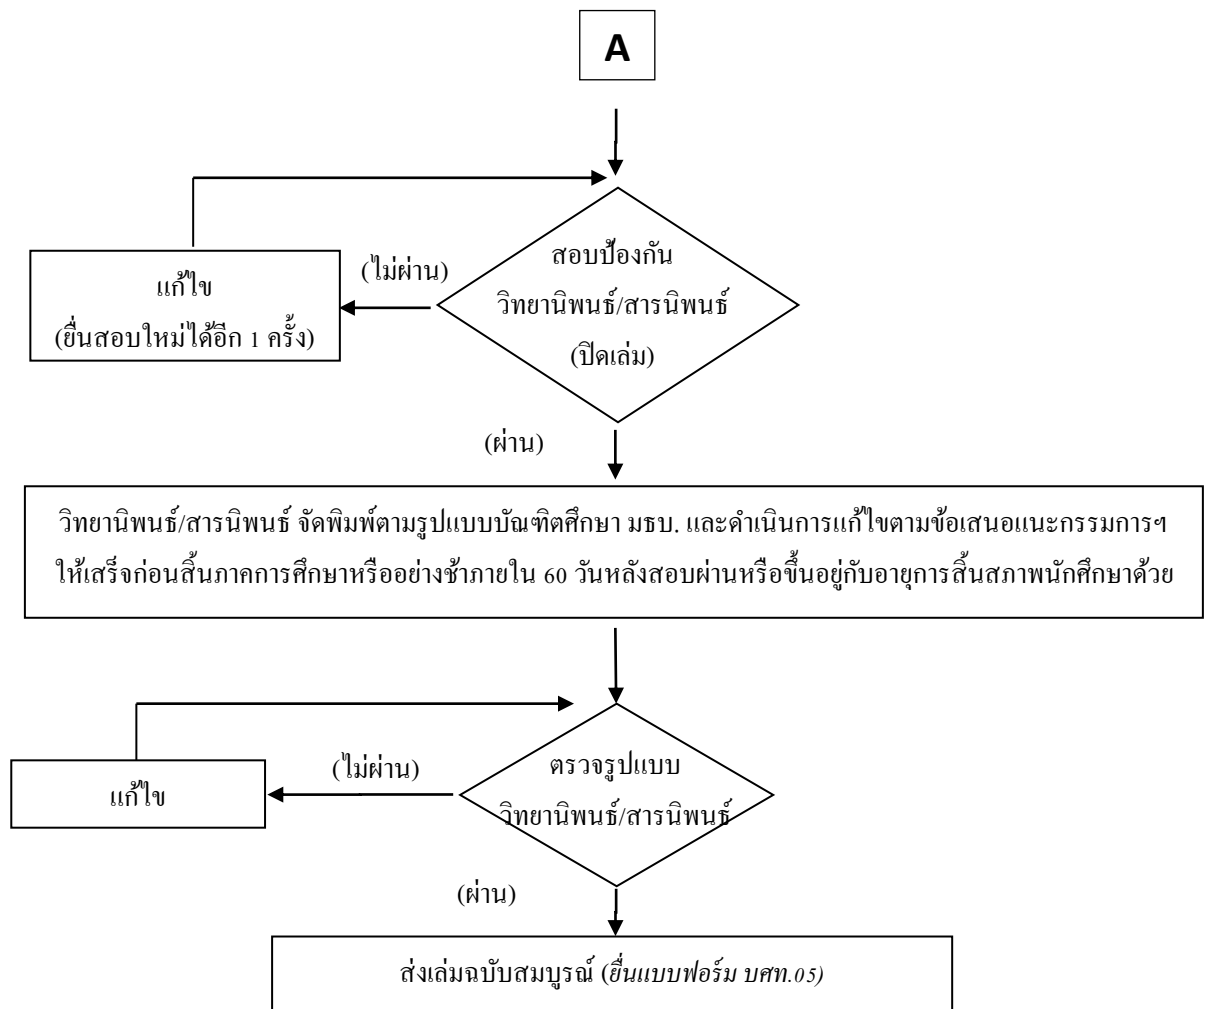 A
สอบป้องกัน
วิทยานิพนธ์/สารนิพนธ์
(ปิดเล่ม)
(ไม่ผ่าน)
แก้ไข
(ยื่นสอบใหม่ได้อีก 1 ครั้ง)
(ผ่าน)
วิทยานิพนธ์/สารนิพนธ์ จัดพิมพ์ตามรูปแบบบัณฑิตศึกษา มธบ. และดำเนินการแก้ไขตามข้อเสนอแนะกรรมการฯ
ให้เสร็จก่อนสิ้นภาคการศึกษาหรืออย่างช้าภายใน 60 วันหลังสอบผ่านหรือขึ้นอยู่กับอายุการสิ้นสภาพนักศึกษาด้วย
ตรวจรูปแบบ
วิทยานิพนธ์/สารนิพนธ์
(ไม่ผ่าน)
แก้ไข
(ผ่าน)
ส่งเล่มฉบับสมบูรณ์ (ยื่นแบบฟอร์ม บศท.05)